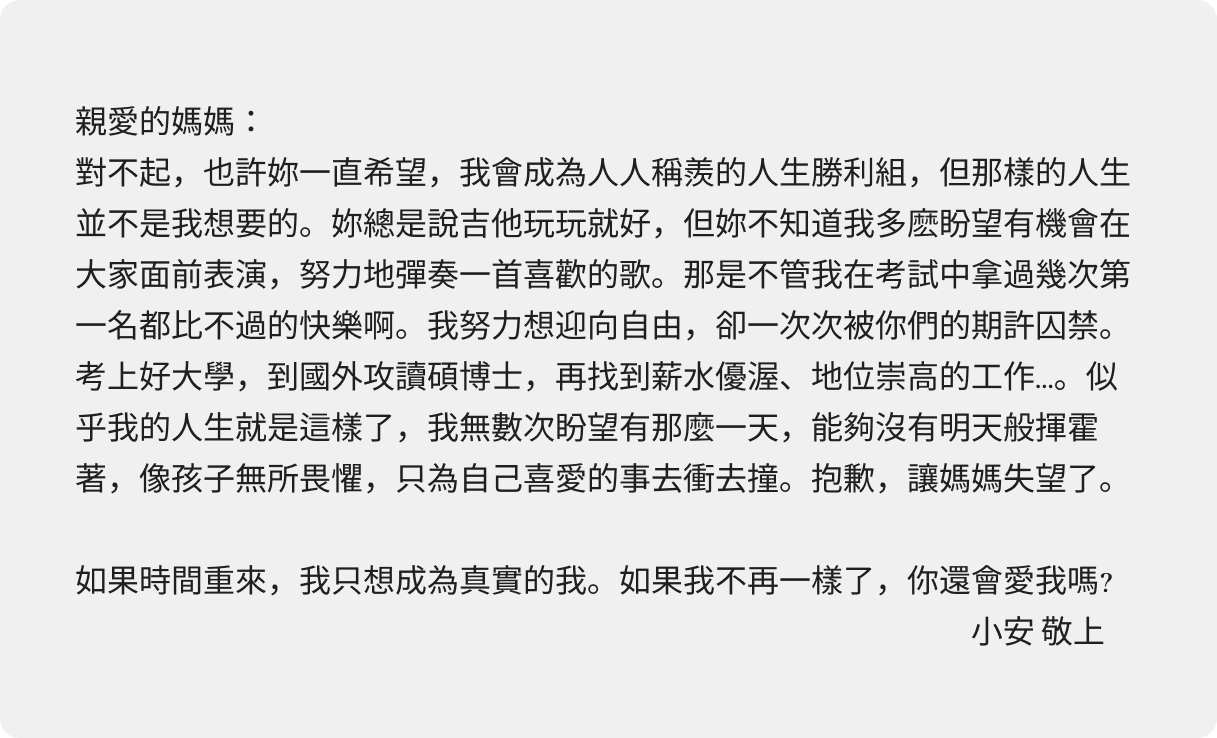 親愛的媽媽：
對不起，也許妳一直希望，我會成為人人稱羨的人生勝利組，但那樣的人生
並不是我想要的。妳總是說吉他玩玩就好，但妳不知道我多麽盼望有機會在
大家面前表演，努力地彈奏一首喜歡的歌。那是不管我在考試中拿過幾次第
一名都比不過的快樂啊。我努力想迎向自由，卻一次次被你們的期許囚禁。
考上好大學，到國外攻讀碩博士，再找到薪水優渥、地位崇高的工作…。似
乎我的人生就是這樣了，我無數次盼望有那麼一天，能夠沒有明天般揮霍
著，像孩子無所畏懼，只為自己喜愛的事去衝去撞。抱歉，讓媽媽失望了。
如果時間重來，我只想成為真實的我。如果我不再一樣了，你還會愛我嗎?
小安 敬上